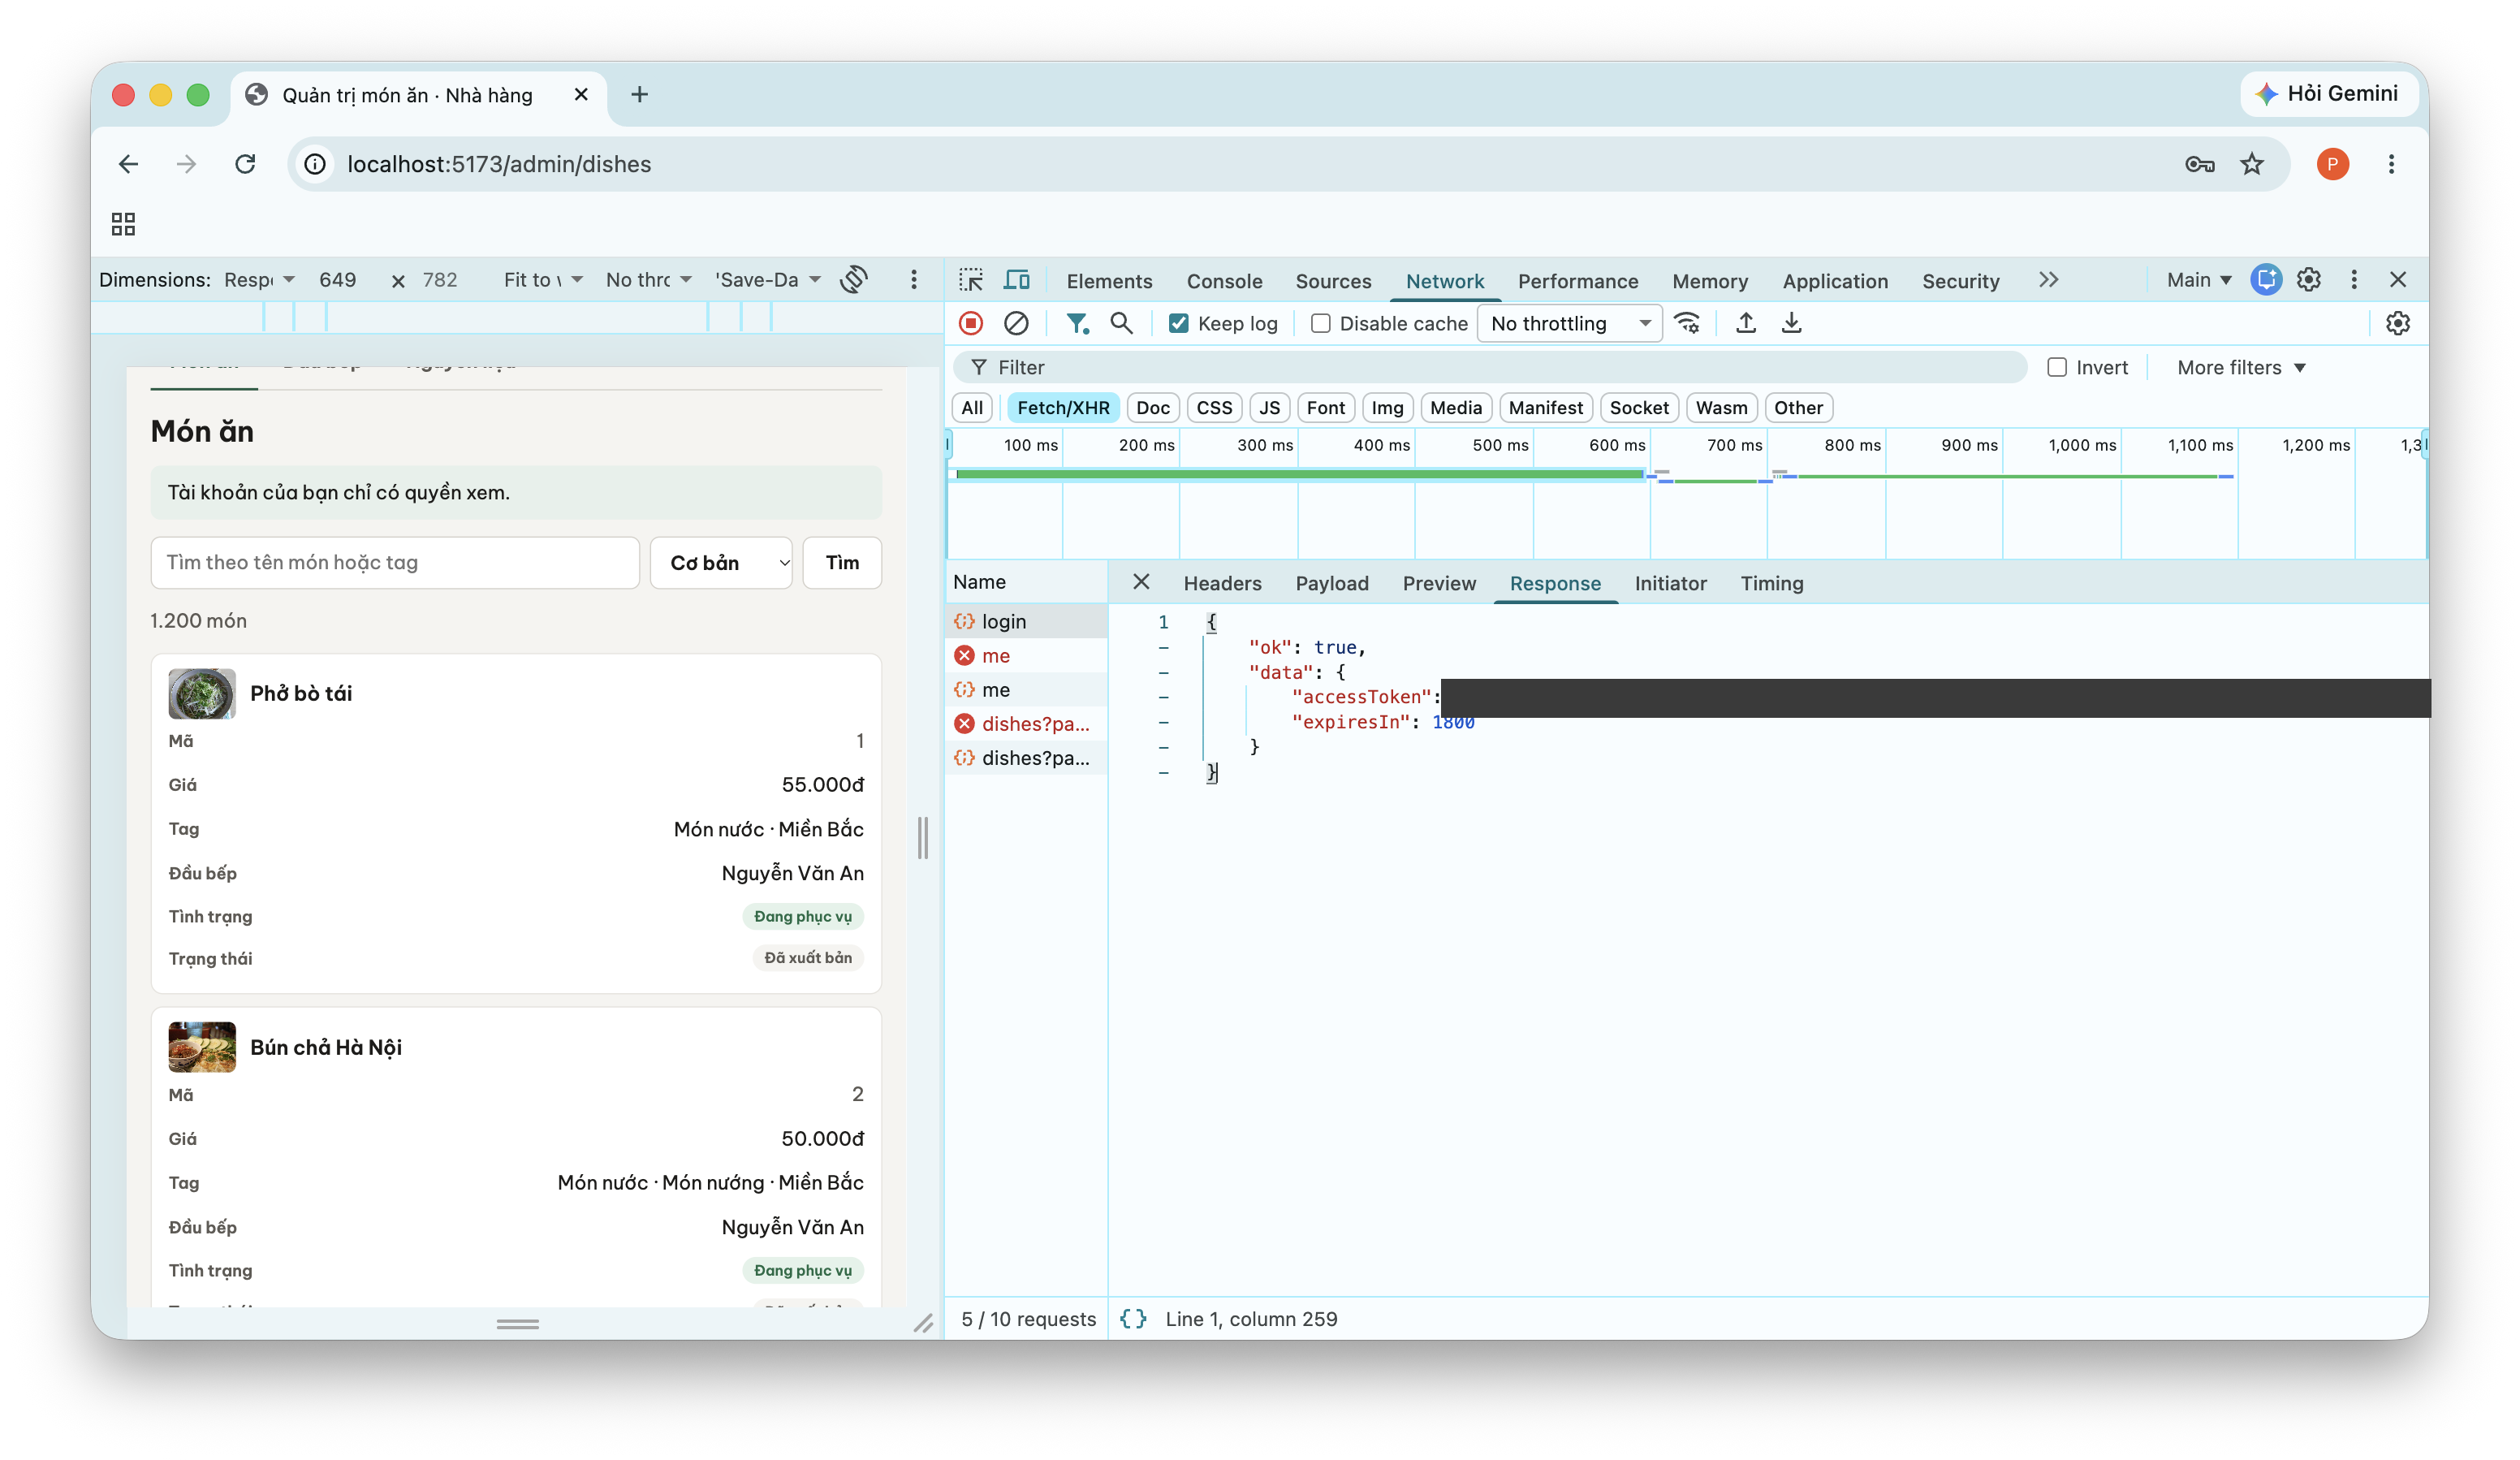 Quản trị món ăn · Nhà hàng
Hỏi Gemini
localhost:5173/admin/dishes
P
Dimensions: Respo 649 × 782 Fit to No thro 'Save-Da
Elements Console Sources Network Performance Memory Application Security Main
Keep log Disable cache No throttling
Filter Invert More filters
All Fetch/XHR Doc CSS JS Font Img Media Manifest Socket Wasm Other
100 ms 200 ms 300 ms 400 ms 500 ms 600 ms 700 ms 800 ms 900 ms 1,000 ms 1,100 ms 1,200 ms 1,3
Món ăn
Tài khoản của bạn chỉ có quyền xem.
Tìm theo tên món hoặc tag Cơ bản Tìm
1.200 món
Phở bò tái
Mã 1
Giá 55.000đ
Tag Món nước · Miền Bắc
Đầu bếp Nguyễn Văn An
Tình trạng Đang phục vụ
Trạng thái Đã xuất bản
Bún chả Hà Nội
Mã 2
Giá 50.000đ
Tag Món nước · Món nướng · Miền Bắc
Đầu bếp Nguyễn Văn An
Tình trạng Đang phục vụ
Name
login
me
me
dishes?pa...
dishes?pa...
5 / 10 requests
Headers Payload Preview Response Initiator Timing
1 {
"ok": true,
"data": {
"accessToken":
"expiresIn": 1800
}
}
{ } Line 1, column 259